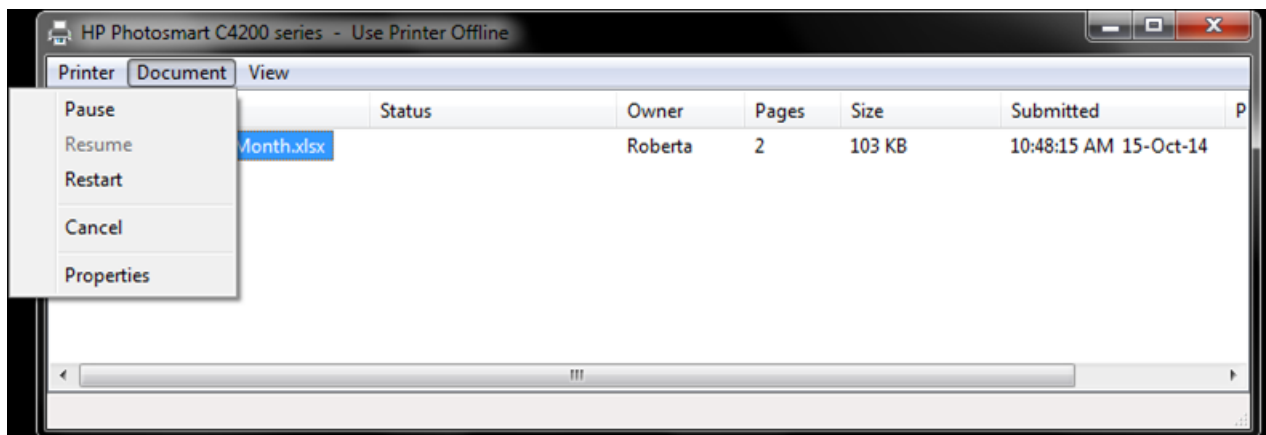 HP Photosmart C4200 series - Use Printer Offline
Printer Document View
Pause
Resume
Restart
Cancel
Properties
Status Owner Pages Size Submitted P
Month.xlsx Roberta 2 103 KB 10:48:15 AM 15-Oct-14